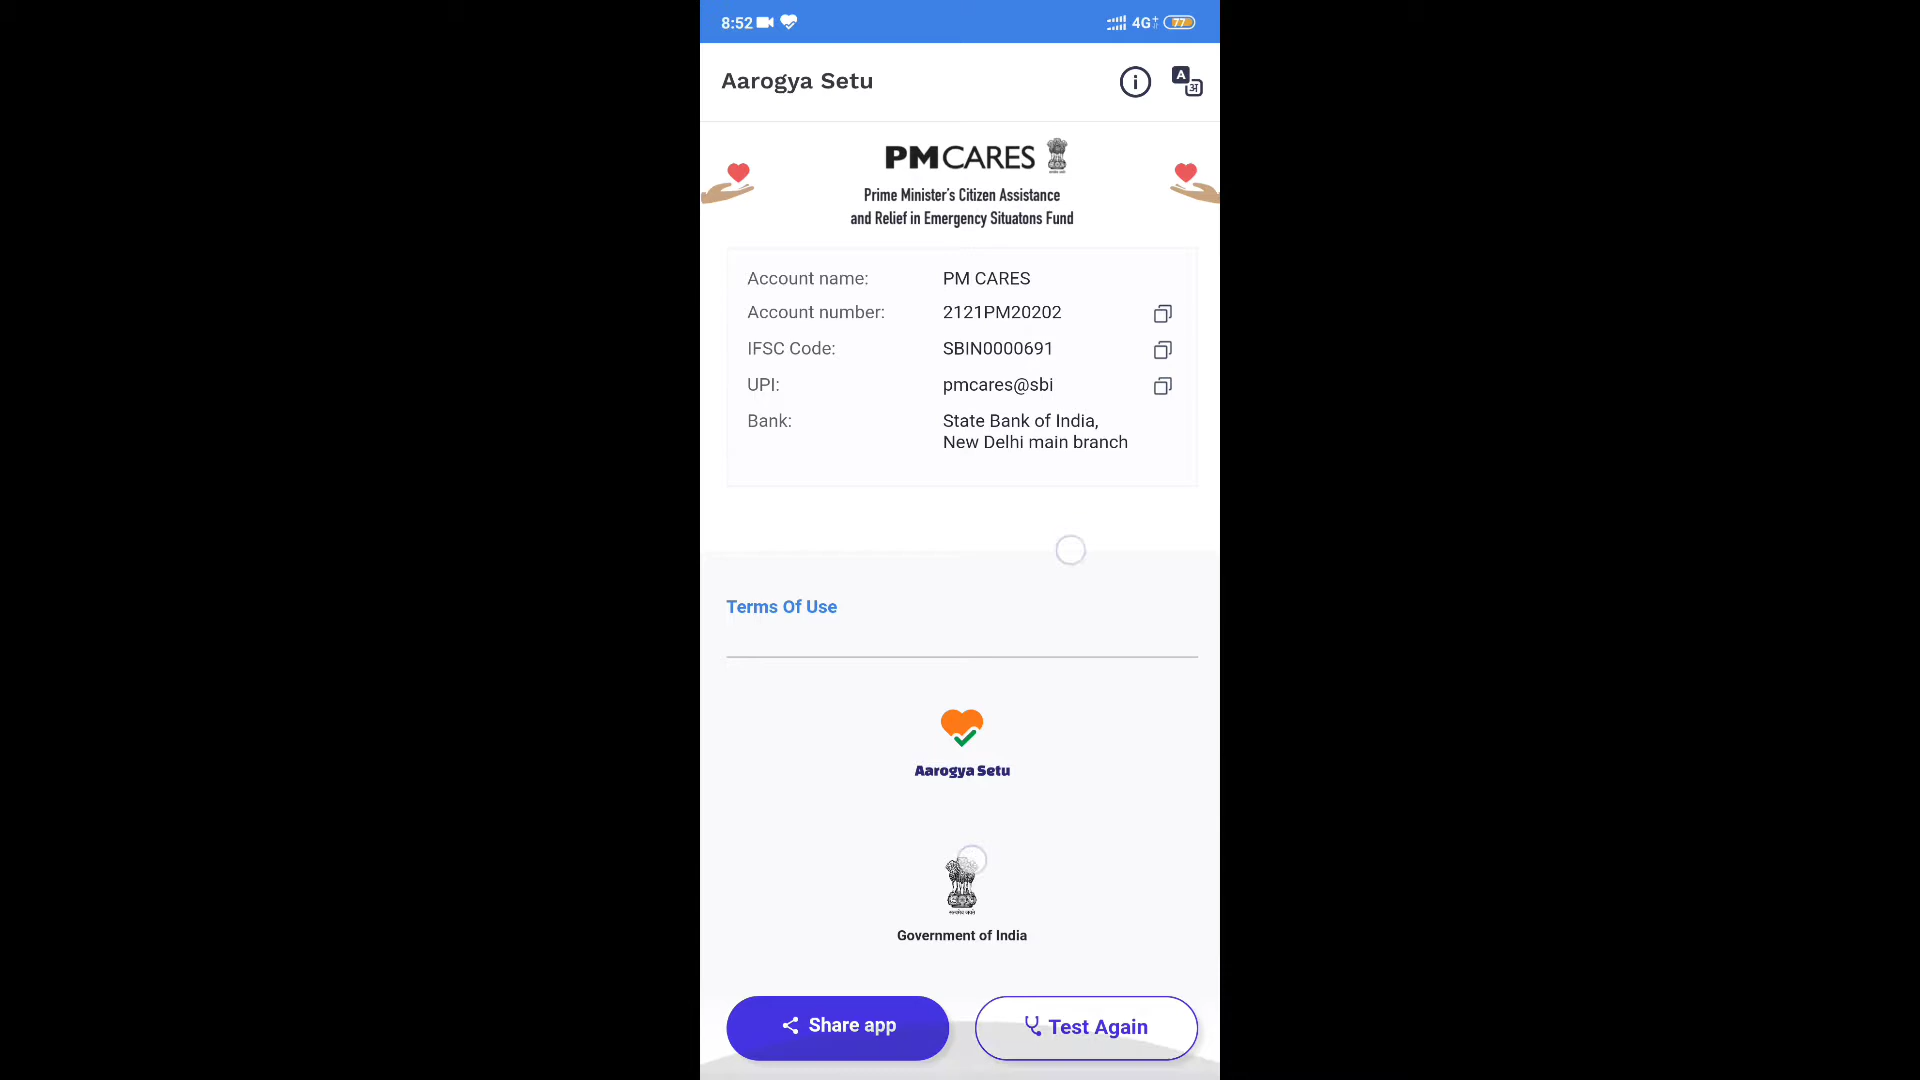 8:52 4G+ 77
Aarogya Setu
A अ
PM CARES
Prime Minister's Citizen Assistance
and Relief in Emergency Situatons Fund
Account name: PM CARES
Account number: 2121PM20202
IFSC Code: SBIN0000691
UPI: pmcares@sbi
Bank: State Bank of India,
New Delhi main branch
Terms Of Use
Aarogya Setu
Government of India
Share app
Test Again